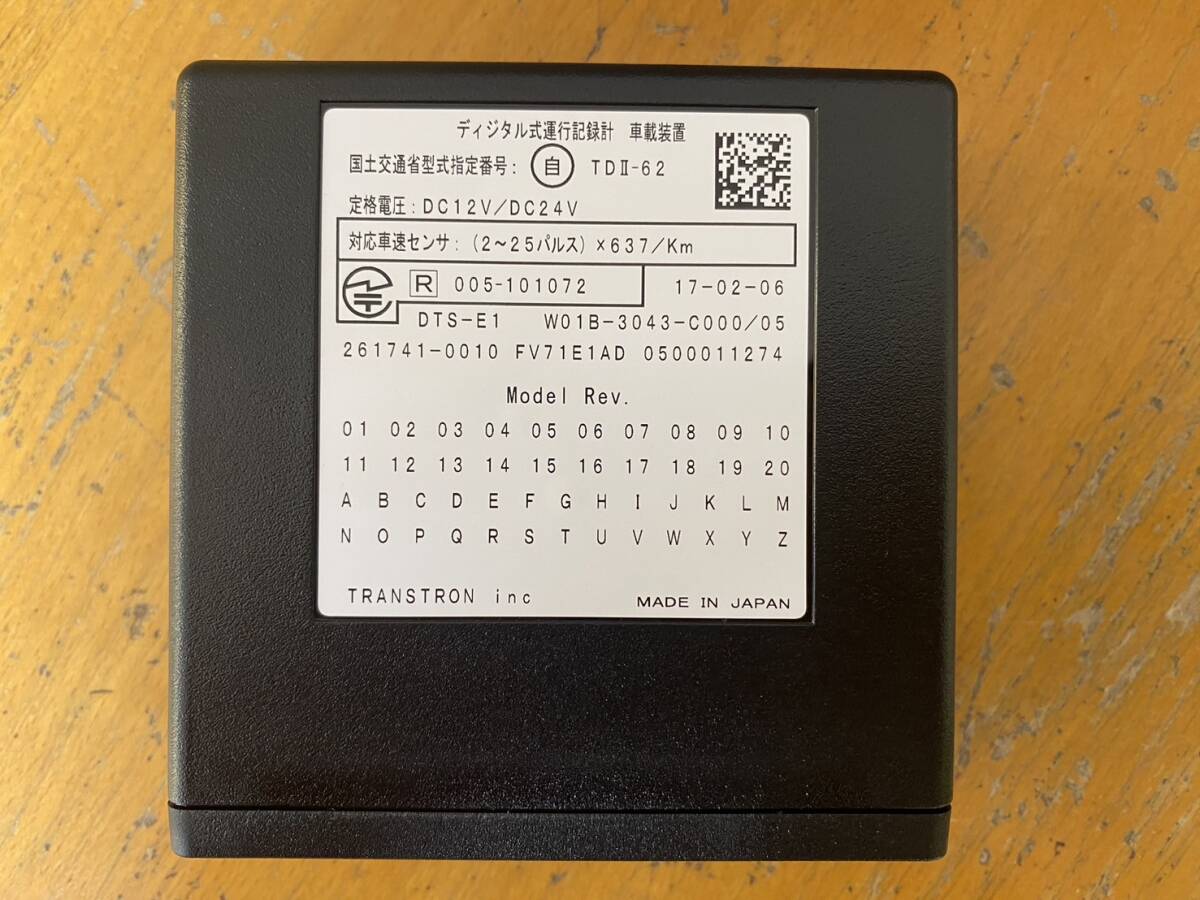 ディジタル式運行記録計 車載装置
国土交通省型式指定番号: 自 TDⅡ-62
定格電圧:DC12V/DC24V
対応車速センサ:(2~25パルス)×637/Km
R 005-101072 17-02-06
DTS-E1 W01B-3043-C000/05
261741-0010 FV71E1AD 0500011274
Model Rev.
01 02 03 04 05 06 07 08 09 10
11 12 13 14 15 16 17 18 19 20
A B C D E F G H I J K L M
N O P Q R S T U V W X Y Z
TRANSTRON inc MADE IN JAPAN